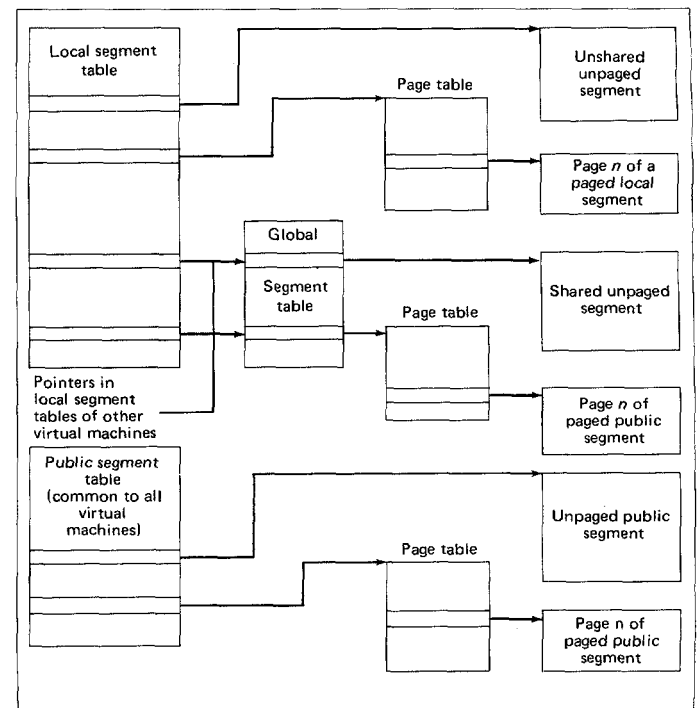 Local segment
table
Unshared
unpaged
segment
Page table
Page n of a
paged local
segment
Global
Segment
table
Shared unpaged
segment
Page table
Pointers in
local segment
tables of other
virtual machines
Page n of
paged public
segment
Public segment
table
(common to all
virtual
machines)
Unpaged public
segment
Page table
Page n of
paged public
segment